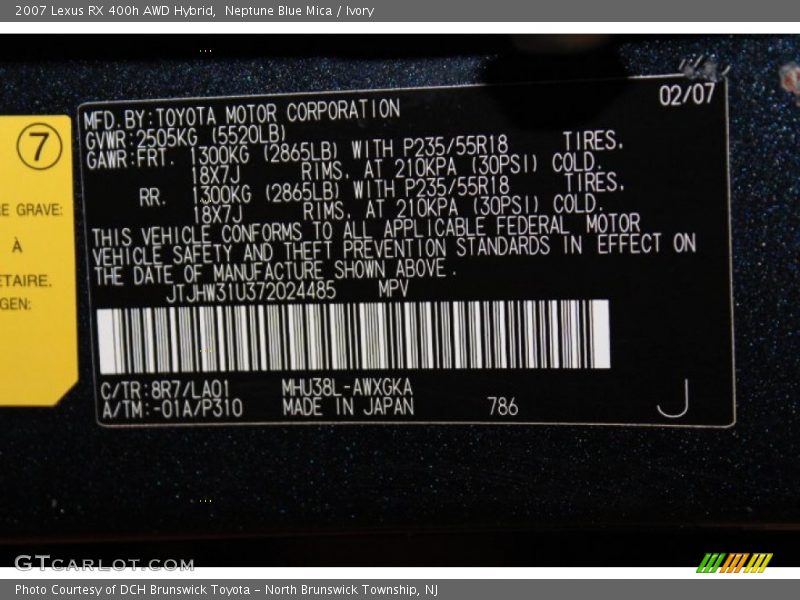 2007 Lexus RX 400h AWD Hybrid, Neptune Blue Mica / Ivory
7
E GRAVE:
À
ETAIRE.
GEN:
02/07
MFD.BY:TOYOTA MOTOR CORPORATION
GVWR:2505KG (5520LB)
GAWR:FRT. 1300KG (2865LB) WITH P235/55R18 TIRES.
18X7J RIMS. AT 210KPA (30PSI) COLD.
RR. 1300KG (2865LB) WITH P235/55R18 TIRES.
18X7J RIMS. AT 210KPA (30PSI) COLD.
THIS VEHICLE CONFORMS TO ALL APPLICABLE FEDERAL MOTOR
VEHICLE SAFETY AND THEFT PREVENTION STANDARDS IN EFFECT ON
THE DATE OF MANUFACTURE SHOWN ABOVE.
JTJHW31U372024485 MPV
C/TR:8R7/LA01 MHU38L-AWXGKA
A/TM:-01A/P310 MADE IN JAPAN 786 J
GTCARLOT.COM
Photo Courtesy of DCH Brunswick Toyota - North Brunswick Township, NJ